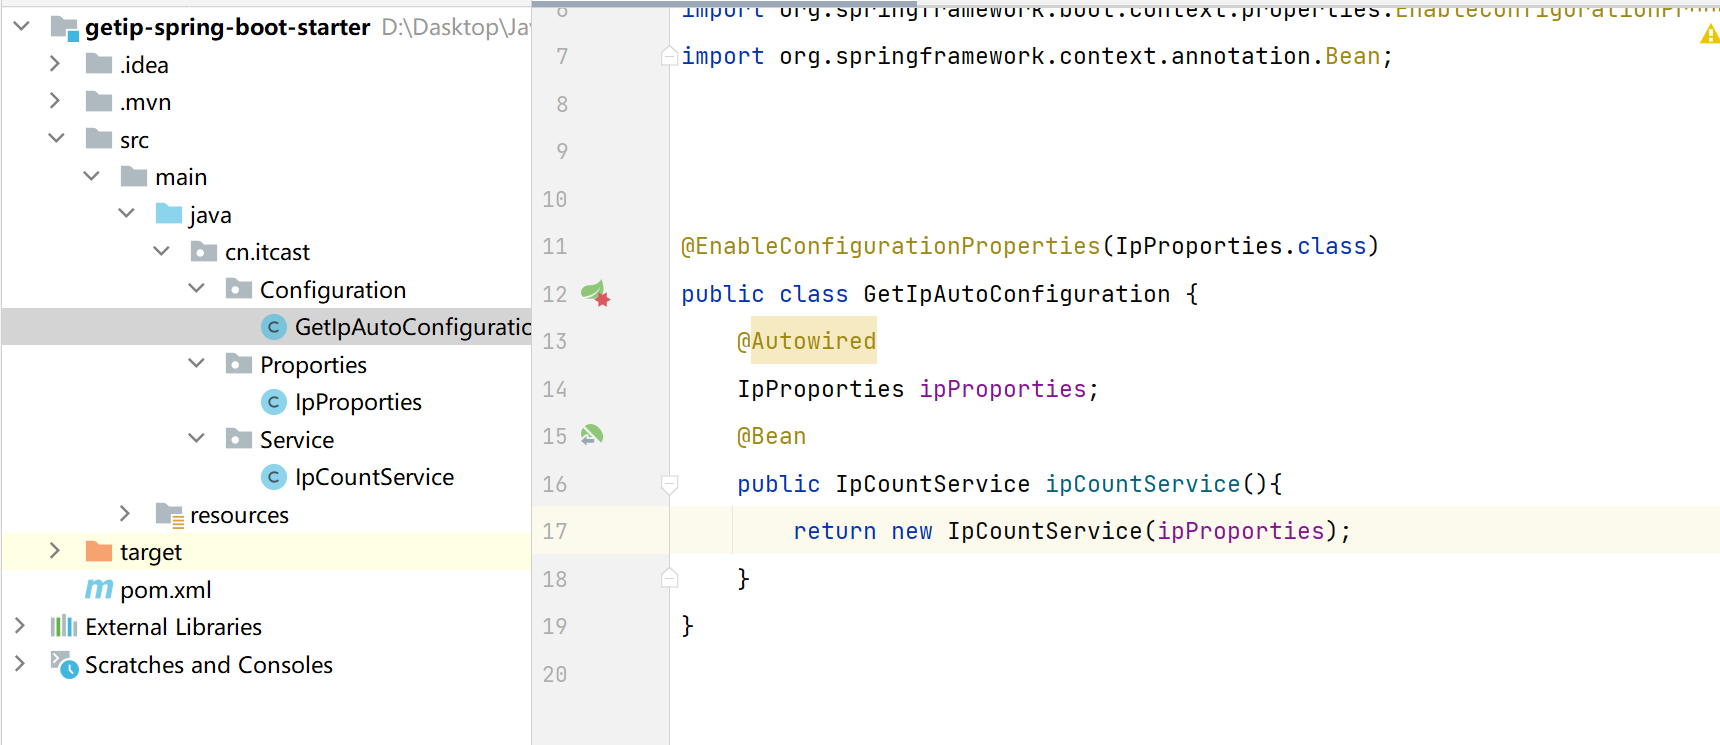 getip-spring-boot-starter D:\Dasktop\Ja
.idea
.mvn
src
main
java
cn.itcast
Configuration
GetIpAutoConfiguratio
Proporties
IpProporties
Service
IpCountService
resources
target
pom.xml
External Libraries
Scratches and Consoles
6 import org.springframework.boot.context.properties.EnableConfigurationPro
7 import org.springframework.context.annotation.Bean;
8
9
10
11 @EnableConfigurationProperties(IpProporties.class)
12 public class GetIpAutoConfiguration {
13 @Autowired
14 IpProporties ipProporties;
15 @Bean
16 public IpCountService ipCountService(){
17 return new IpCountService(ipProporties);
18 }
19 }
20